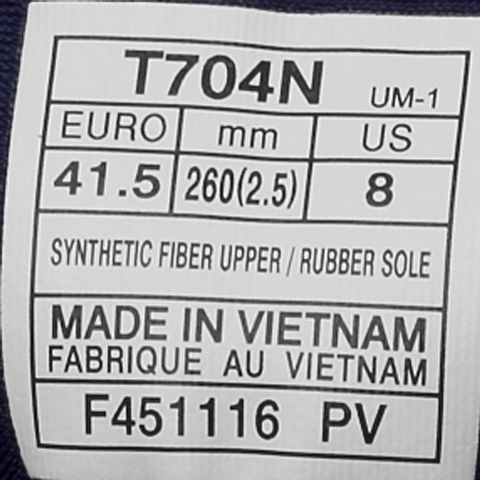 T704N UM-1
EURO mm US
41.5 260(2.5) 8
SYNTHETIC FIBER UPPER / RUBBER SOLE
MADE IN VIETNAM
FABRIQUE AU VIETNAM
F451116 PV